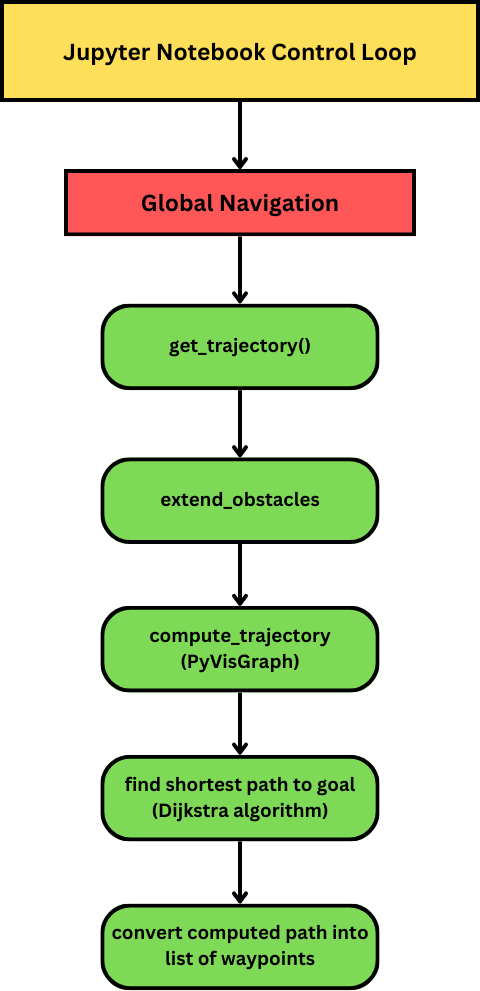 Jupyter Notebook Control Loop
Global Navigation
get_trajectory()
extend_obstacles
compute_trajectory
(PyVisGraph)
find shortest path to goal
(Dijkstra algorithm)
convert computed path into
list of waypoints